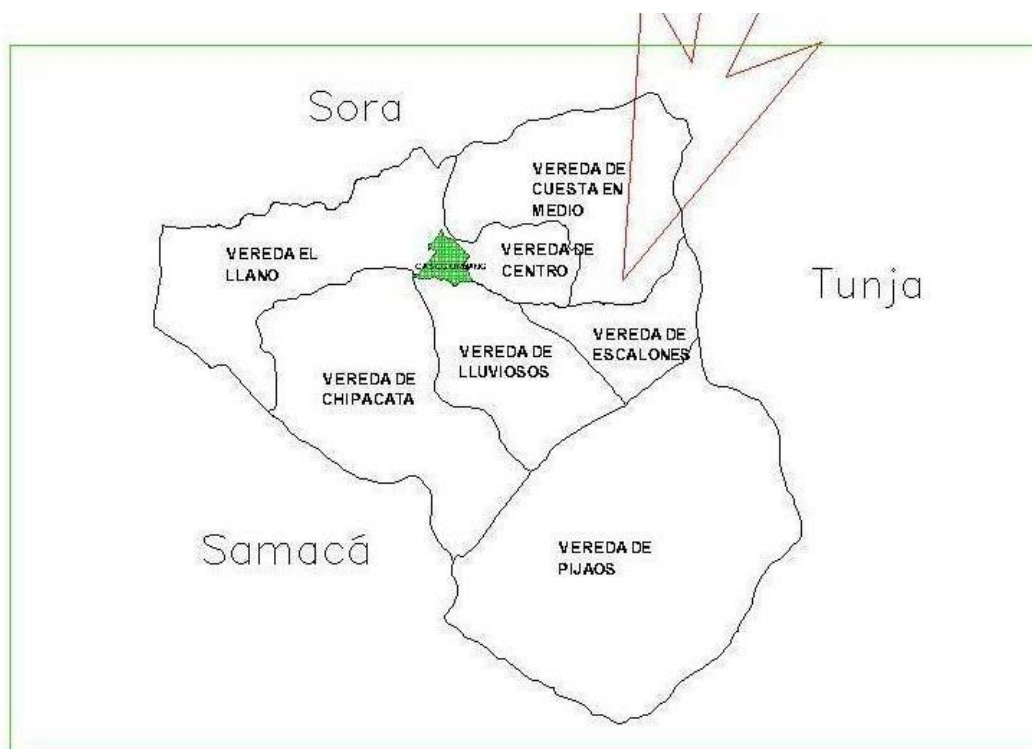 Sora
VEREDA DE
CUESTA EN
MEDIO
VEREDA EL
LLANO
VEREDA DE
CENTRO
Tunja
VEREDA DE
ESCALONES
VEREDA DE
LLUVIOSOS
VEREDA DE
CHIPACATA
Samacá
VEREDA DE
PIJAOS